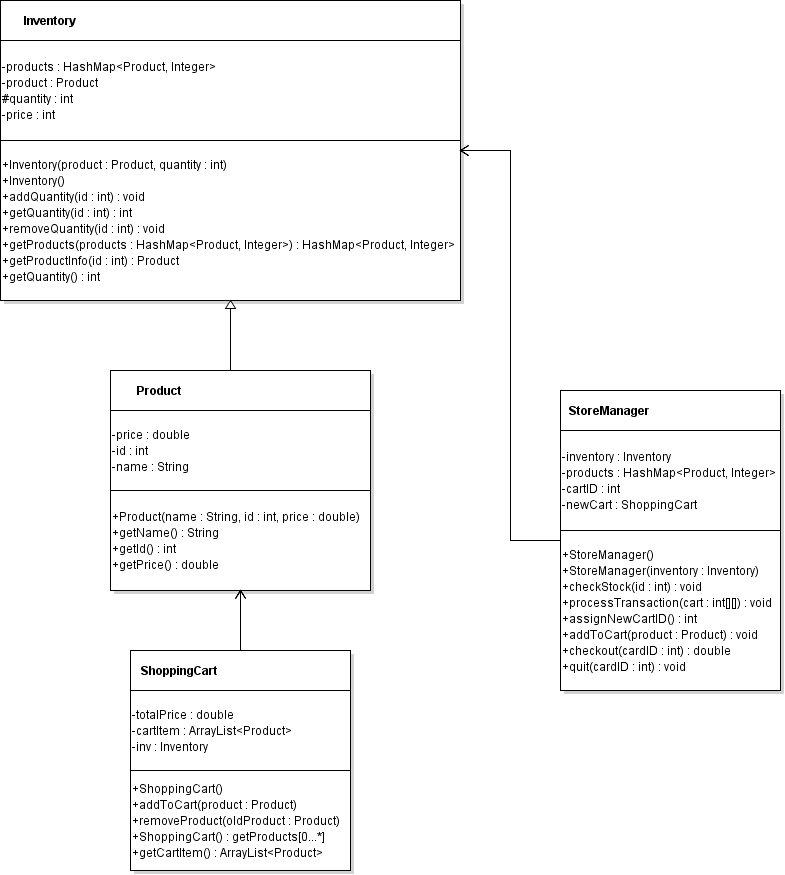 Inventory
-products : HashMap<Product, Integer>
-product : Product
#quantity : int
-price : int
+Inventory(product : Product, quantity : int)
+Inventory()
+addQuantity(id : int) : void
+getQuantity(id : int) : int
+removeQuantity(id : int) : void
+getProducts(products : HashMap<Product, Integer>) : HashMap<Product, Integer>
+getProductInfo(id : int) : Product
+getQuantity() : int
Product
-price : double
-id : int
-name : String
+Product(name : String, id : int, price : double)
+getName() : String
+getId() : int
+getPrice() : double
StoreManager
-inventory : Inventory
-products : HashMap<Product, Integer>
-cartID : int
-newCart : ShoppingCart
+StoreManager()
+StoreManager(inventory : Inventory)
+checkStock(id : int) : void
+processTransaction(cart : int[][]) : void
+assignNewCartID() : int
+addToCart(product : Product) : void
+checkout(cardID : int) : double
+quit(cardID : int) : void
ShoppingCart
-totalPrice : double
-cartItem : ArrayList<Product>
-inv : Inventory
+ShoppingCart()
+addToCart(product : Product)
+removeProduct(oldProduct : Product)
+ShoppingCart() : getProducts[0...*]
+getCartItem() : ArrayList<Product>